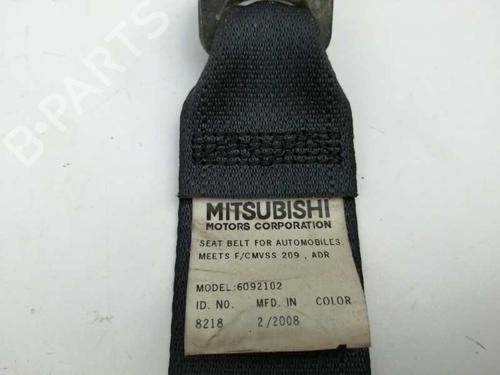 B-PARTS
MITSUBISHI
MOTORS CORPORATION
SEAT BELT FOR AUTOMOBILES.
MEETS F/CMVSS 209 , ADR
MODEL:6092102
ID. NO. MFD. IN COLOR
8218 2/2008